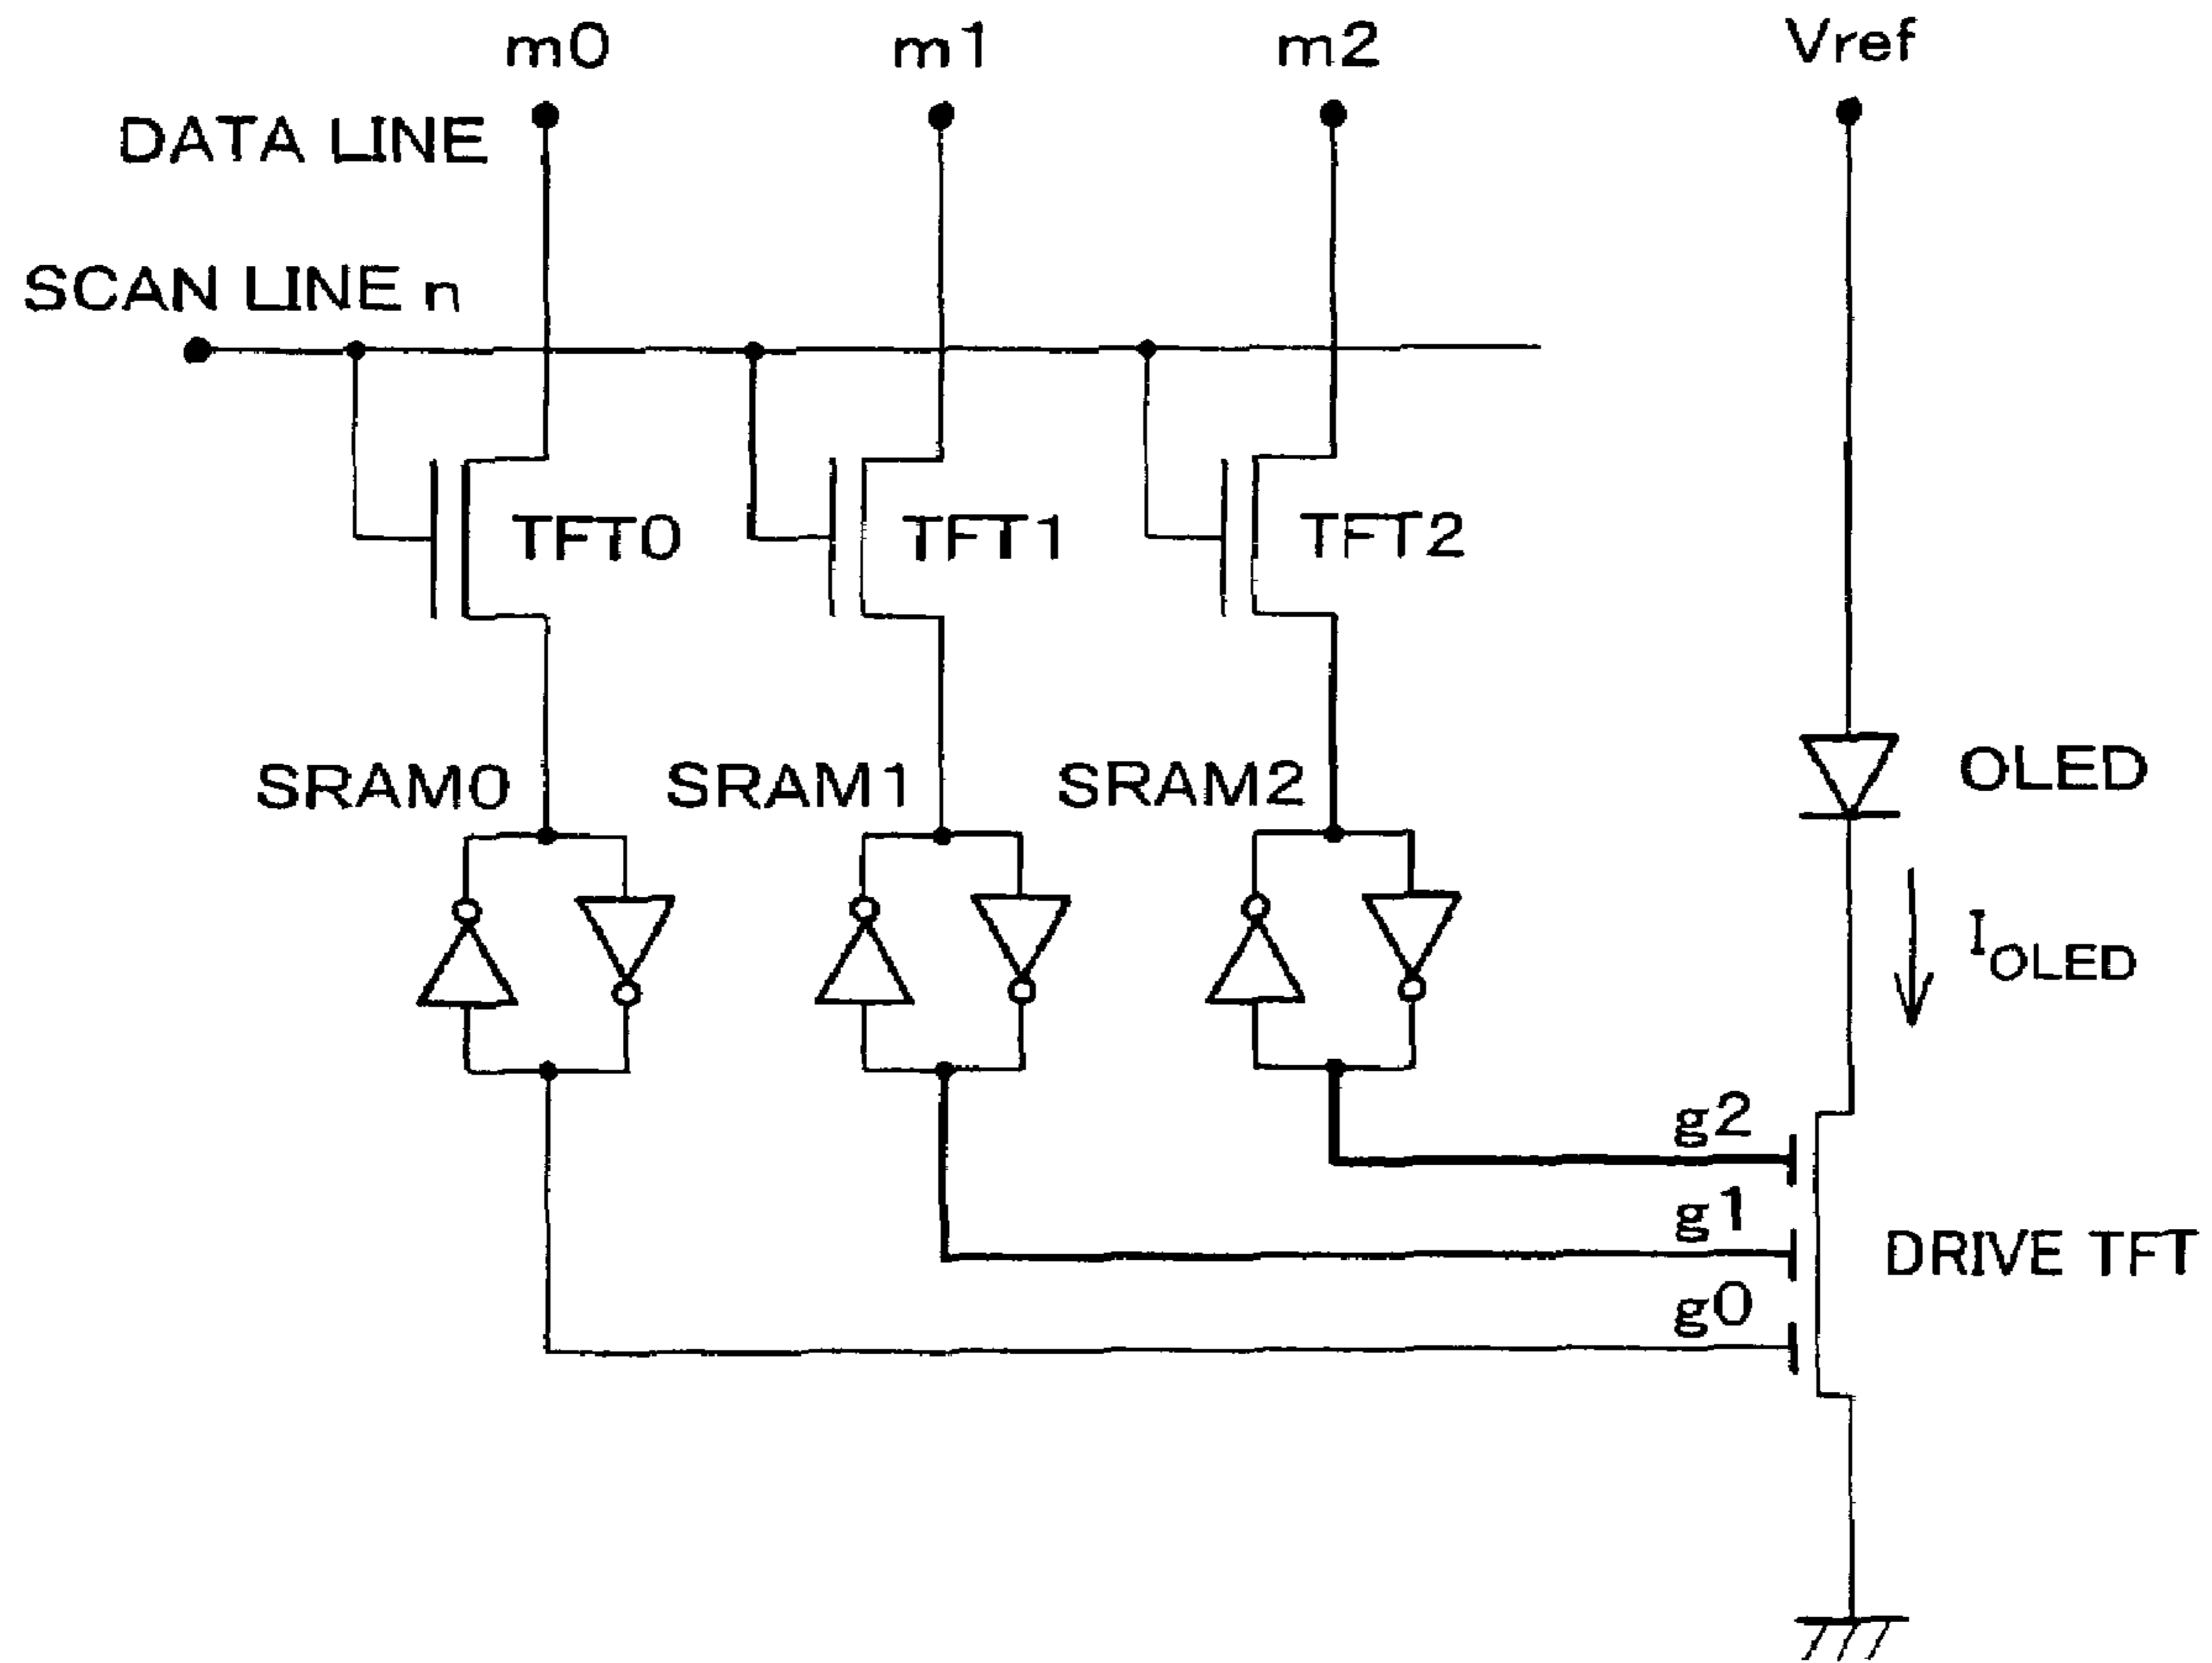 m0 m1 m2 Vref
DATA LINE
SCAN LINE n
TFT0 TFT1 TFT2
SRAM0 SRAM1 SRAM2 OLED
IOLED
g2
g1
DRIVE TFT
g0